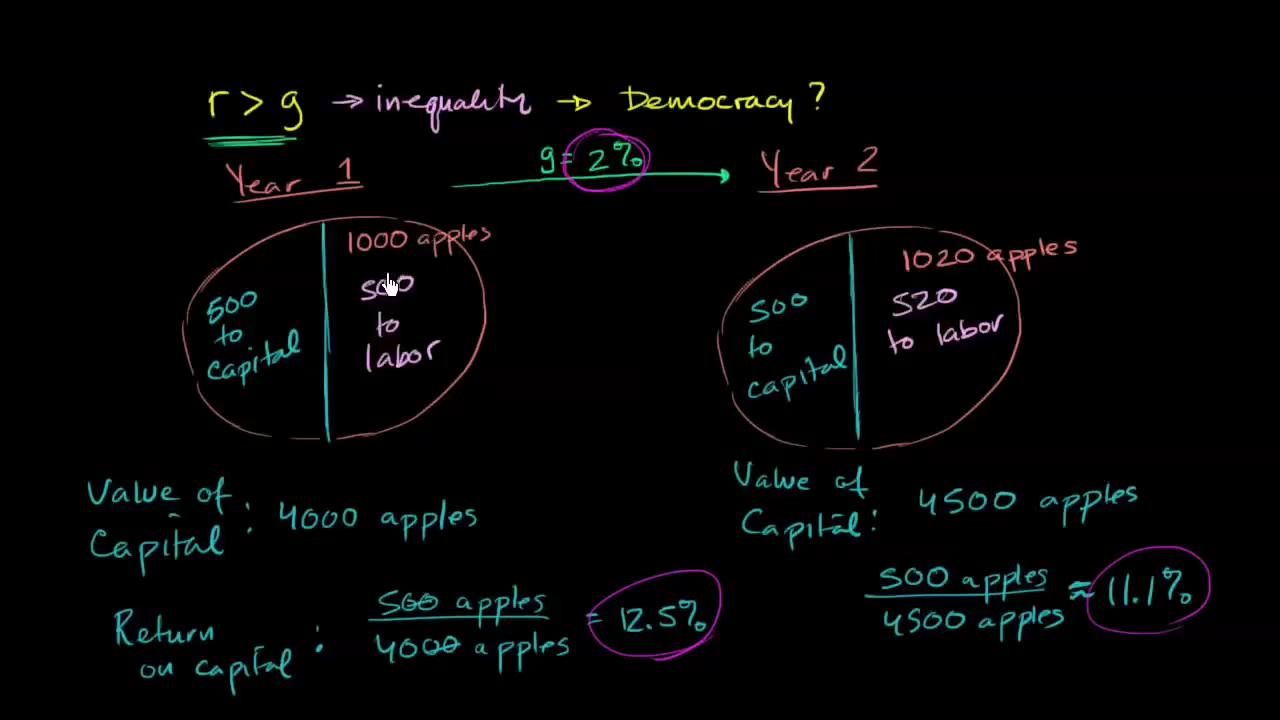 r > g → inequality → Democracy?
g = 2%
Year 1
Year 2
1000 apples
500
to
capital
500
to
labor
1020 apples
500
to
capital
520
to labor
Value of
Capital : 4000 apples
Return
on capital : 500 apples
4000 apples
= 12.5%
Value of
Capital : 4500 apples
500 apples
4500 apples
≈ 11.1%